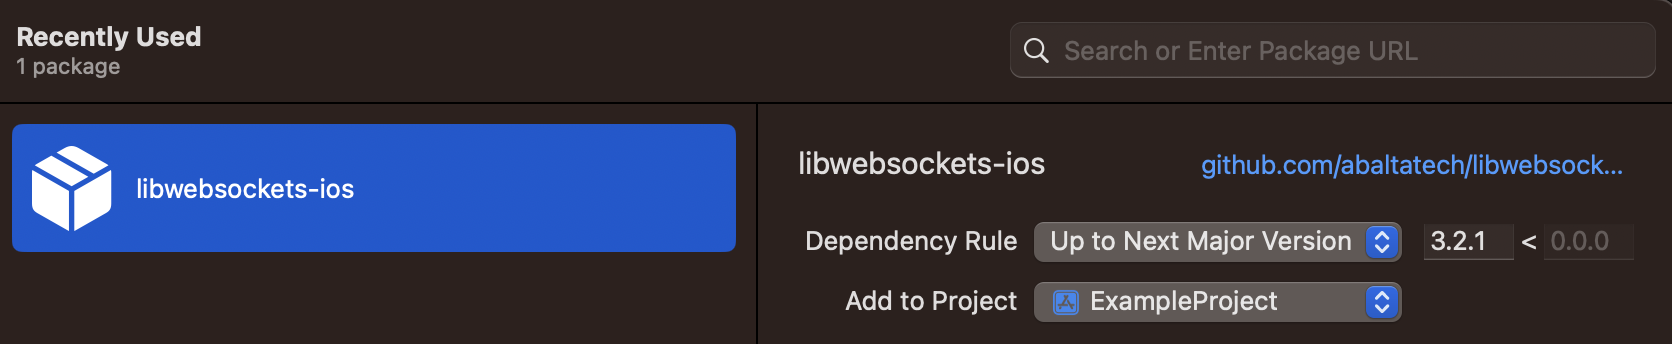 Recently Used
1 package
Search or Enter Package URL
libwebsockets-ios
libwebsockets-ios
github.com/abaltatech/libwebsock...
Dependency Rule Up to Next Major Version 3.2.1 < 0.0.0
Add to Project ExampleProject